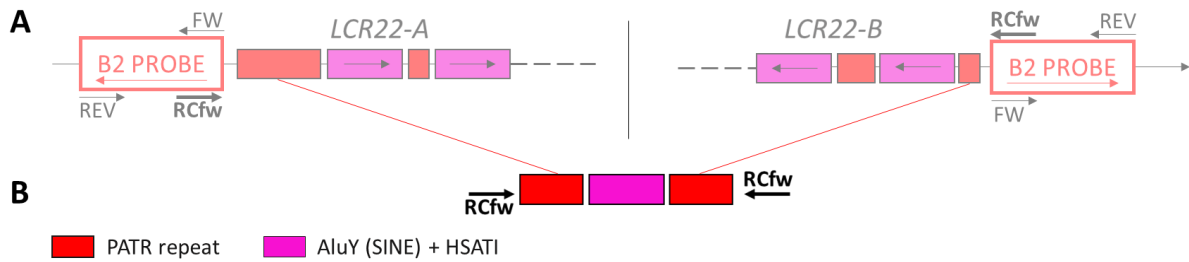 A
FW
LCR22-A
B2 PROBE
REV
RCfw
LCR22-B
RCfw
REV
B2 PROBE
FW
B
RCfw
RCfw
PATR repeat
AluY (SINE) + HSATI